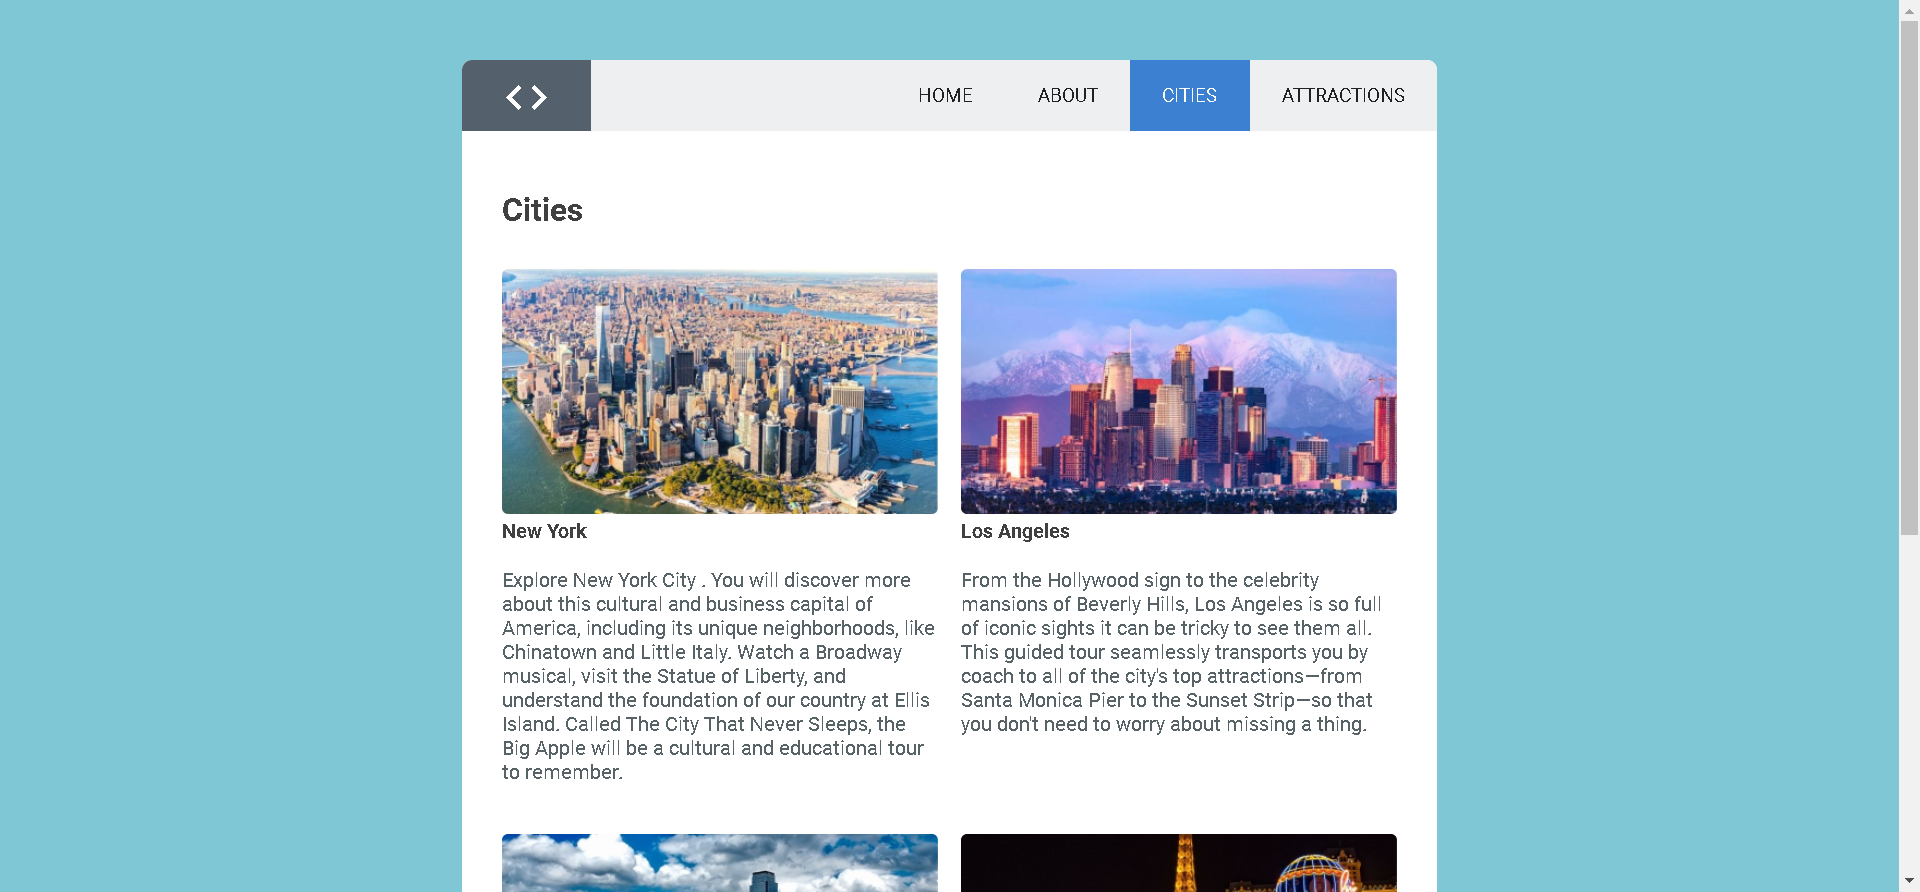 HOME ABOUT CITIES ATTRACTIONS
Cities
New York
Explore New York City . You will discover more
about this cultural and business capital of
America, including its unique neighborhoods, like
Chinatown and Little Italy. Watch a Broadway
musical, visit the Statue of Liberty, and
understand the foundation of our country at Ellis
Island. Called The City That Never Sleeps, the
Big Apple will be a cultural and educational tour
to remember.
Los Angeles
From the Hollywood sign to the celebrity
mansions of Beverly Hills, Los Angeles is so full
of iconic sights it can be tricky to see them all.
This guided tour seamlessly transports you by
coach to all of the city's top attractions—from
Santa Monica Pier to the Sunset Strip—so that
you don't need to worry about missing a thing.